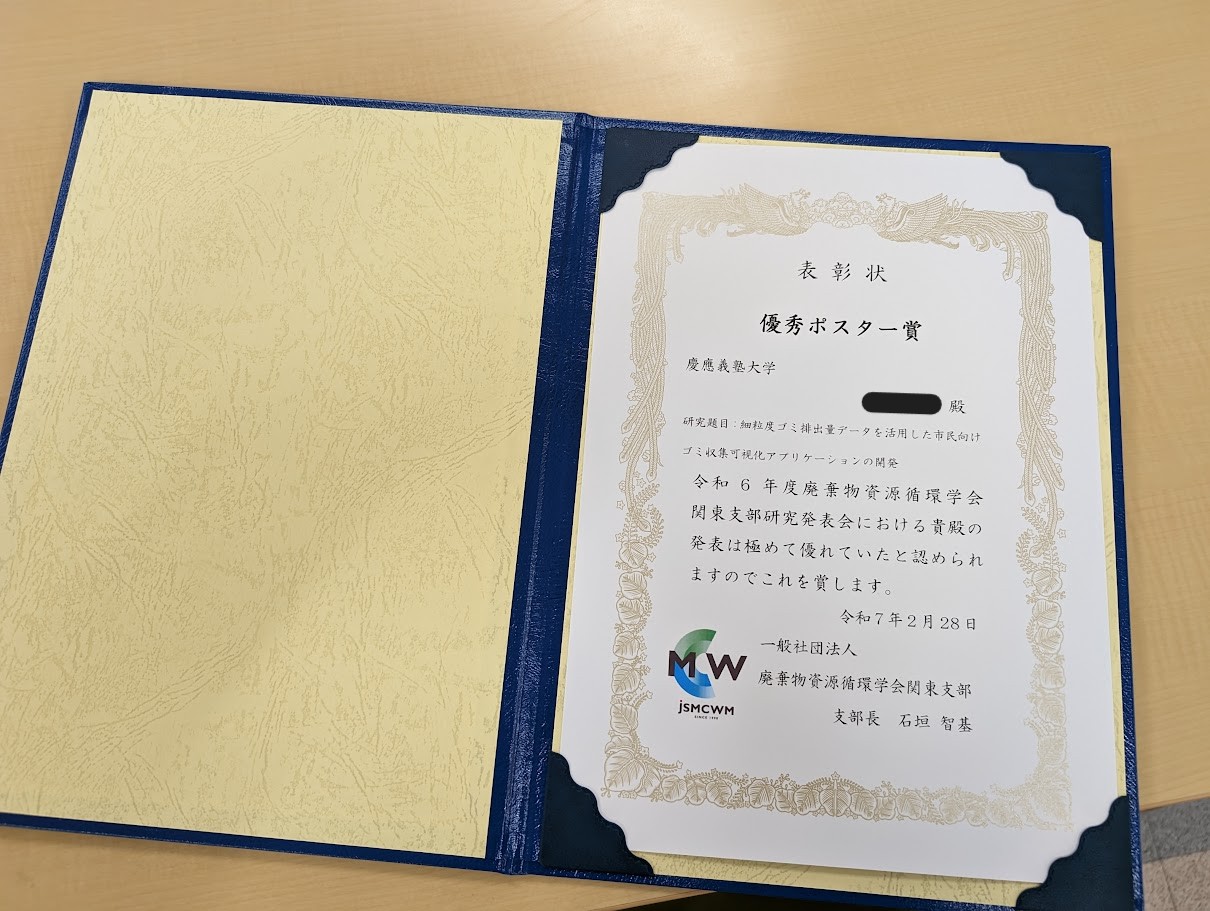 表彰状
優秀ポスター賞
慶應義塾大学
殿
研究題目：細粒度ゴミ排出量データを活用した市民向け
ゴミ収集可視化アプリケーションの開発
令和6年度廃棄物資源循環学会
関東支部研究発表会における貴殿の
発表は極めて優れていたと認められ
ますのでこれを賞します。
令和7年2月28日
一般社団法人
廃棄物資源循環学会関東支部
支部長 石垣 智基
MCW
jSMCWM
SINCE 1990